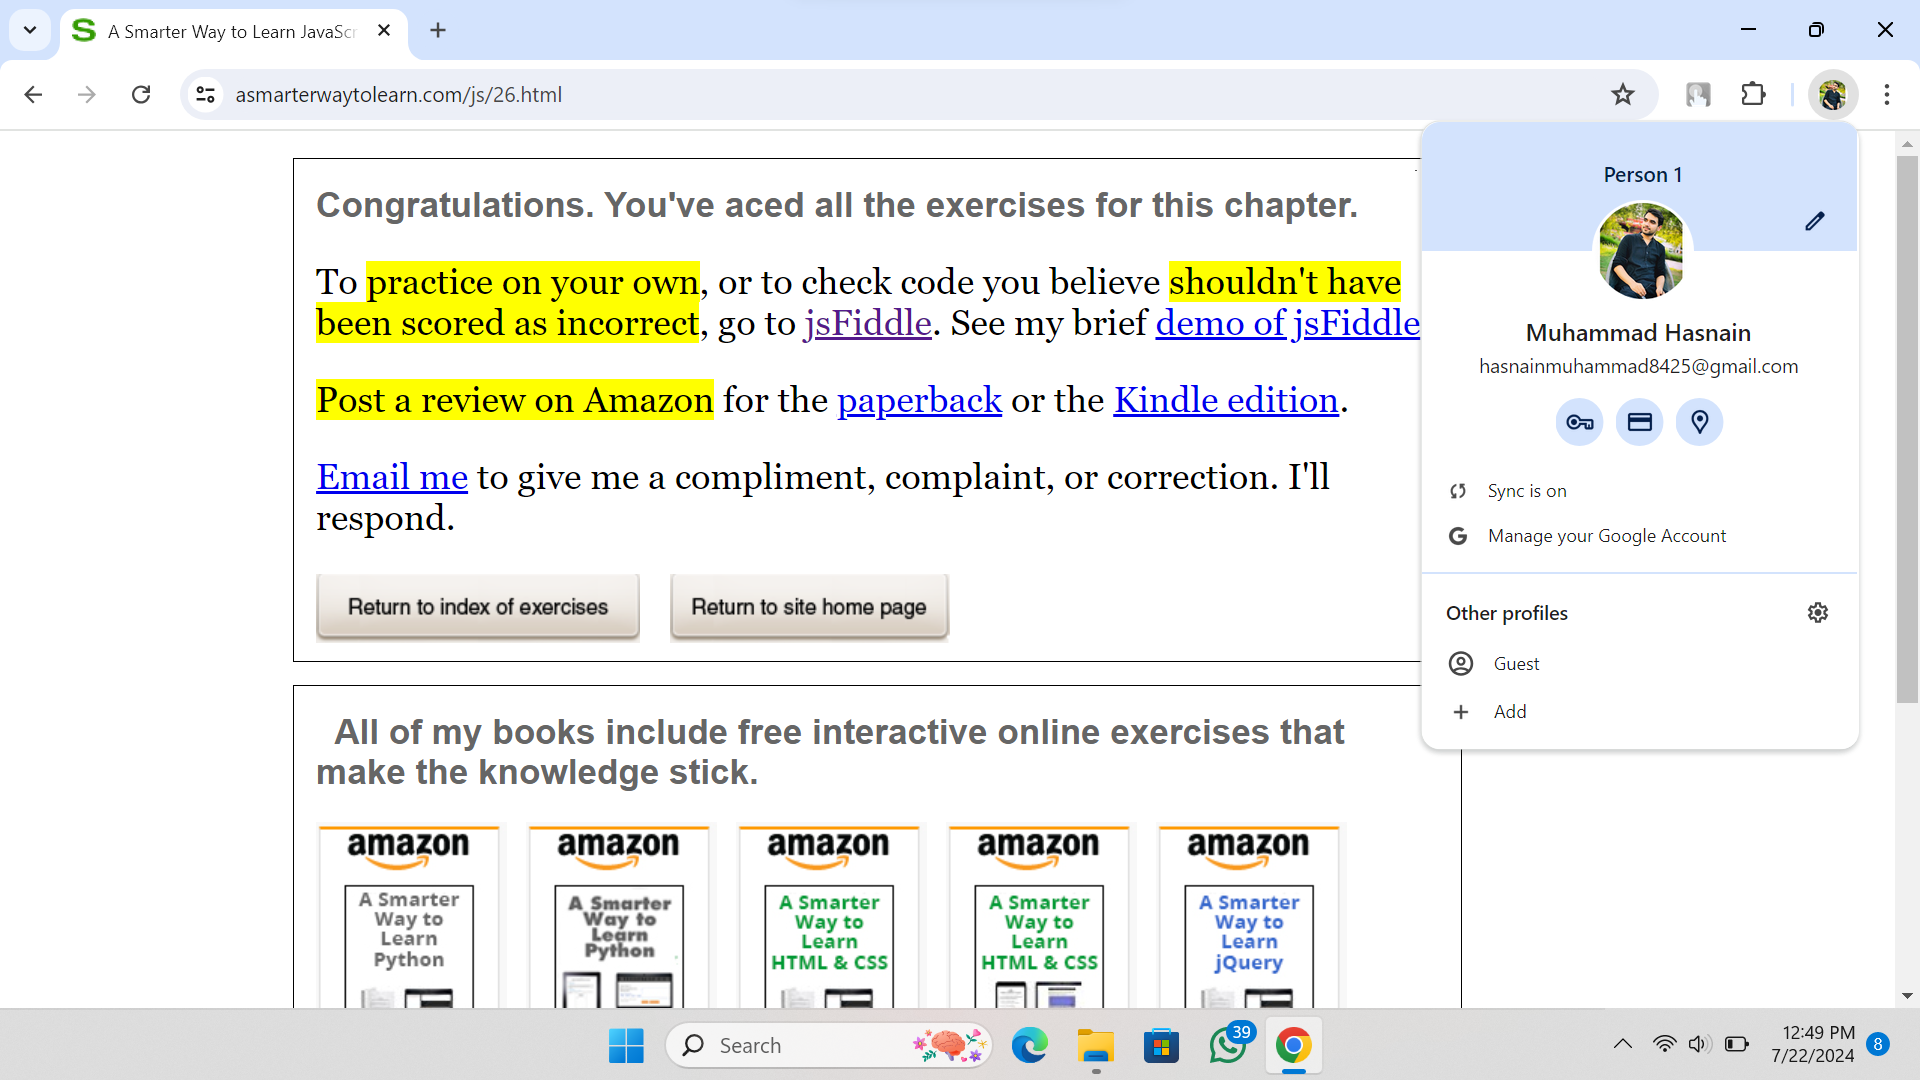 A Smarter Way to Learn JavaScr
asmarterwaytolearn.com/js/26.html
Congratulations. You've aced all the exercises for this chapter.
To practice on your own, or to check code you believe shouldn't have
been scored as incorrect, go to jsFiddle. See my brief demo of jsFiddle
Post a review on Amazon for the paperback or the Kindle edition.
Email me to give me a compliment, complaint, or correction. I'll
respond.
Return to index of exercises
Return to site home page
Person 1
Muhammad Hasnain
hasnainmuhammad8425@gmail.com
Sync is on
Manage your Google Account
Other profiles
Guest
Add
All of my books include free interactive online exercises that
make the knowledge stick.
amazon
A Smarter
Way to
Learn
Python
amazon
A Smarter
Way to
Learn
Python
amazon
A Smarter
Way to
Learn
HTML & CSS
amazon
A Smarter
Way to
Learn
HTML & CSS
amazon
A Smarter
Way to
Learn
jQuery
Search
39
12:49 PM
7/22/2024
8